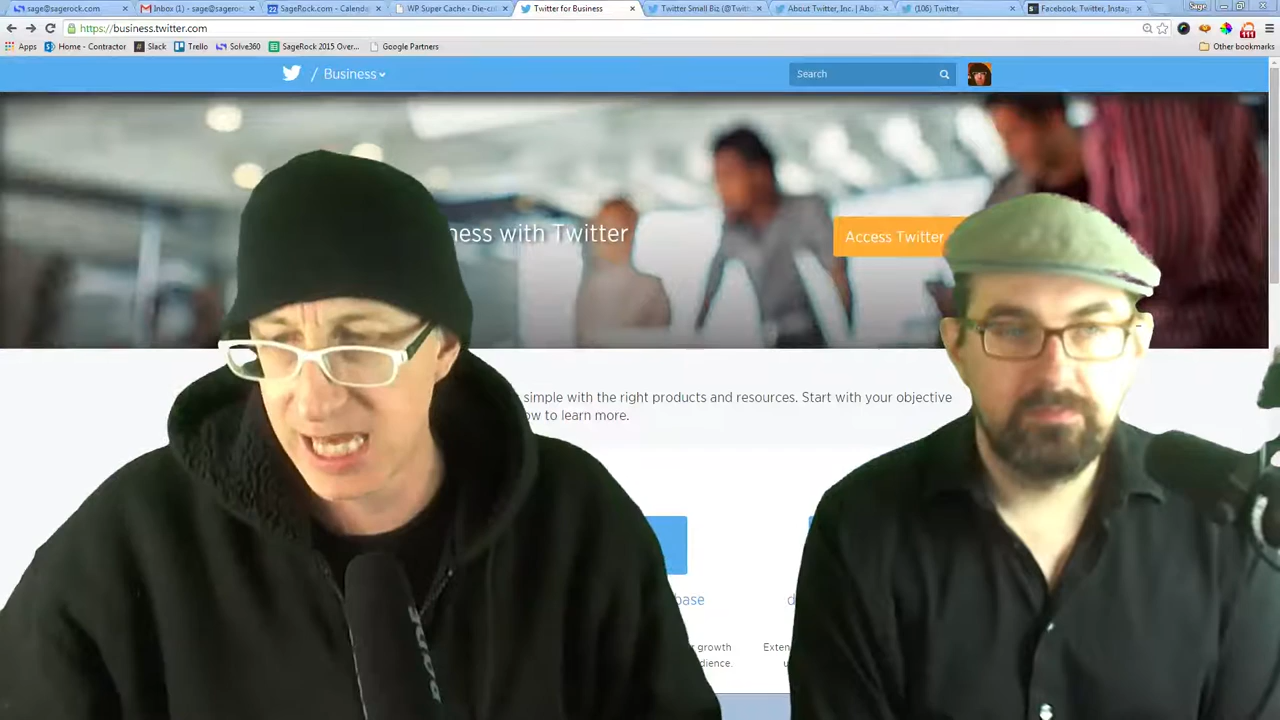 sage@sagerock.com
Inbox (1) - sage@sageroc
SageRock.com - Calenda
WP Super Cache ‹ Die-cri
Twitter for Business
Twitter Small Biz (@Twitt
About Twitter, Inc. | Abo
(106) Twitter
Facebook, Twitter, Instag
Sage
https://business.twitter.com
Apps
Home - Contractor
Slack
Trello
Solve360
SageRock 2015 Over...
Google Partners
Other bookmarks
/ Business
Search
ness with Twitter
Access Twitter
simple with the right products and resources. Start with your objective
ow to learn more.
base
d
growth
Exten
dience.
u